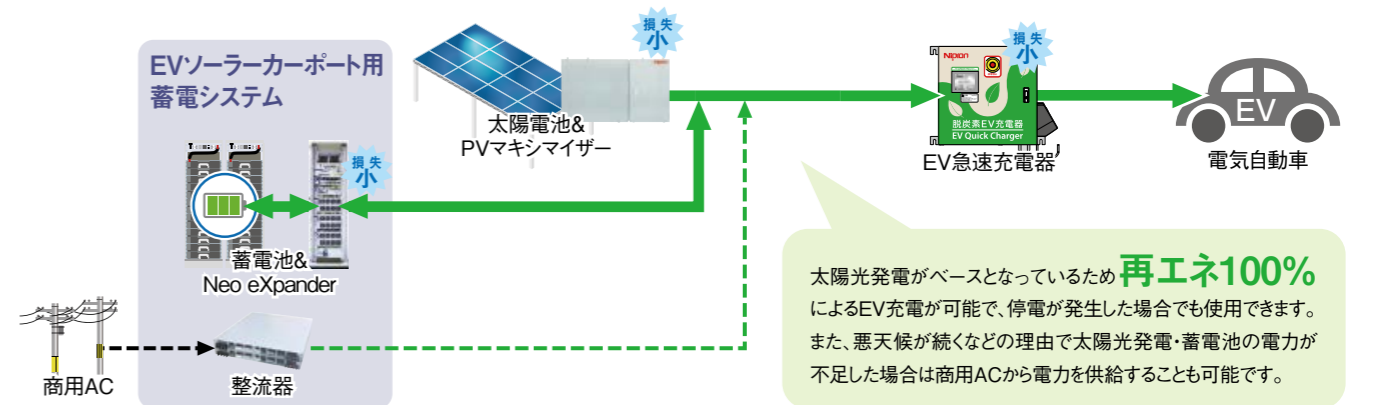 EVソーラーカーポート用
蓄電システム
損失
小
太陽電池&
PVマキシマイザー
損失
小
Nipron
脱炭素EV充電器
EV Quick Charger
EV急速充電器
EV
電気自動車
損失
小
蓄電池&
Neo eXpander
商用AC
整流器
太陽光発電がベースとなっているため再エネ100%
によるEV充電が可能で、停電が発生した場合でも使用できます。
また、悪天候が続くなどの理由で太陽光発電・蓄電池の電力が
不足した場合は商用ACから電力を供給することも可能です。